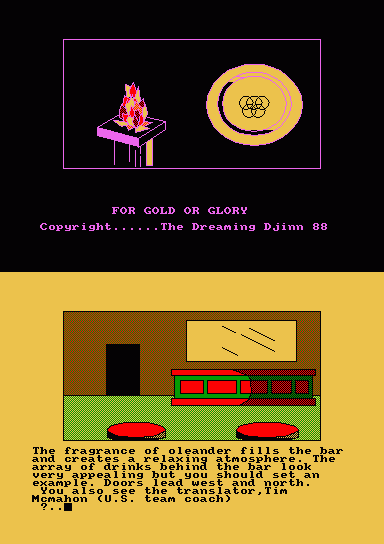 FOR GOLD OR GLORY
Copyright......The Dreaming Djinn 88
The fragrance of oleander fills the bar
and creates a relaxing atmosphere. The
array of drinks behind the bar look
very appealing but you should set an
example. Doors lead west and north.
You also see the translator,Tim
Mcmahon (U.S. team coach)
?..